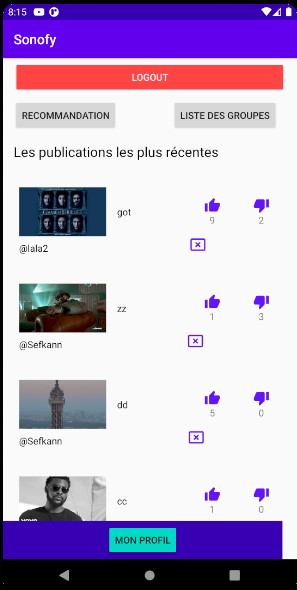 8:15
Sonofy
LOGOUT
RECOMMANDATION LISTE DES GROUPES
Les publications les plus récentes
got
9 2
@lala2
zz
1 3
@Sefkann
dd
5 0
@Sefkann
cc
1 0
MON PROFIL